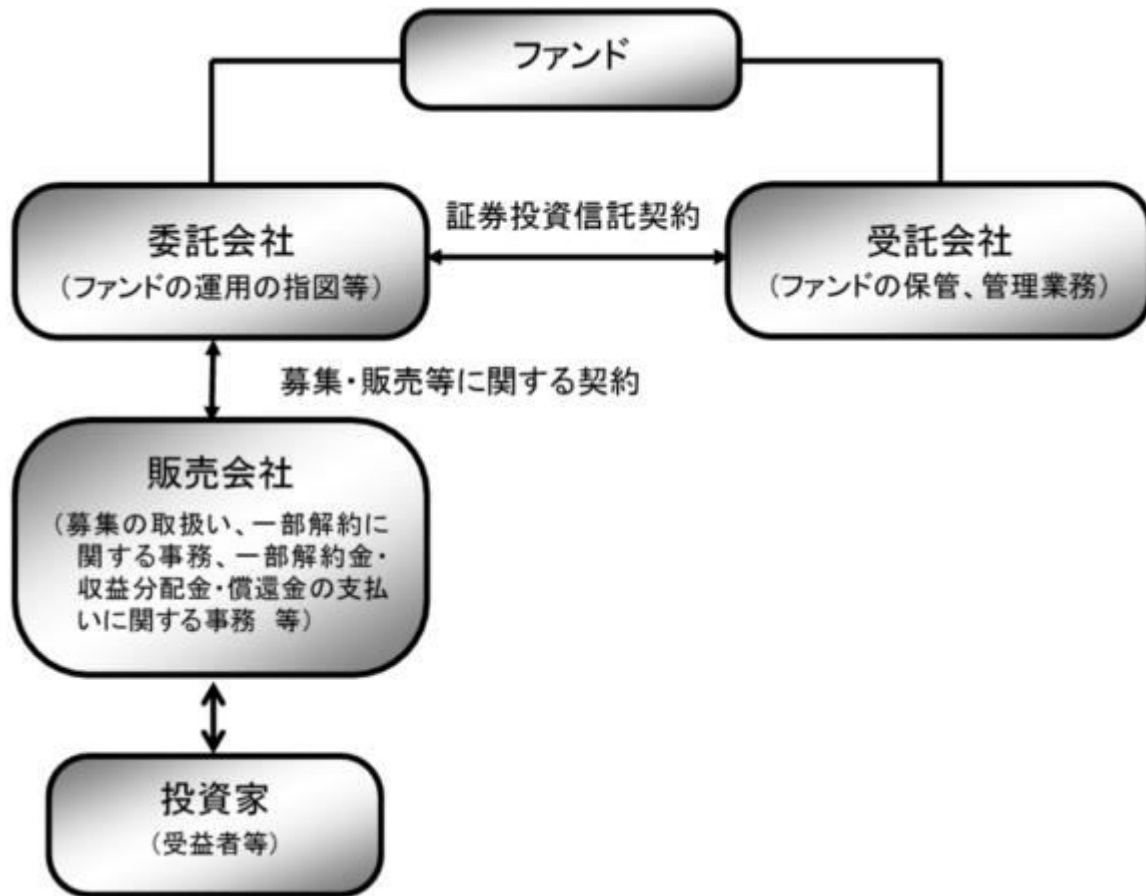 ファンド
委託会社
（ファンドの運用の指図等）
証券投資信託契約
受託会社
（ファンドの保管、管理業務）
募集・販売等に関する契約
販売会社
（募集の取扱い、一部解約に
関する事務、一部解約金・
収益分配金・償還金の支払
いに関する事務　等）
投資家
（受益者等）